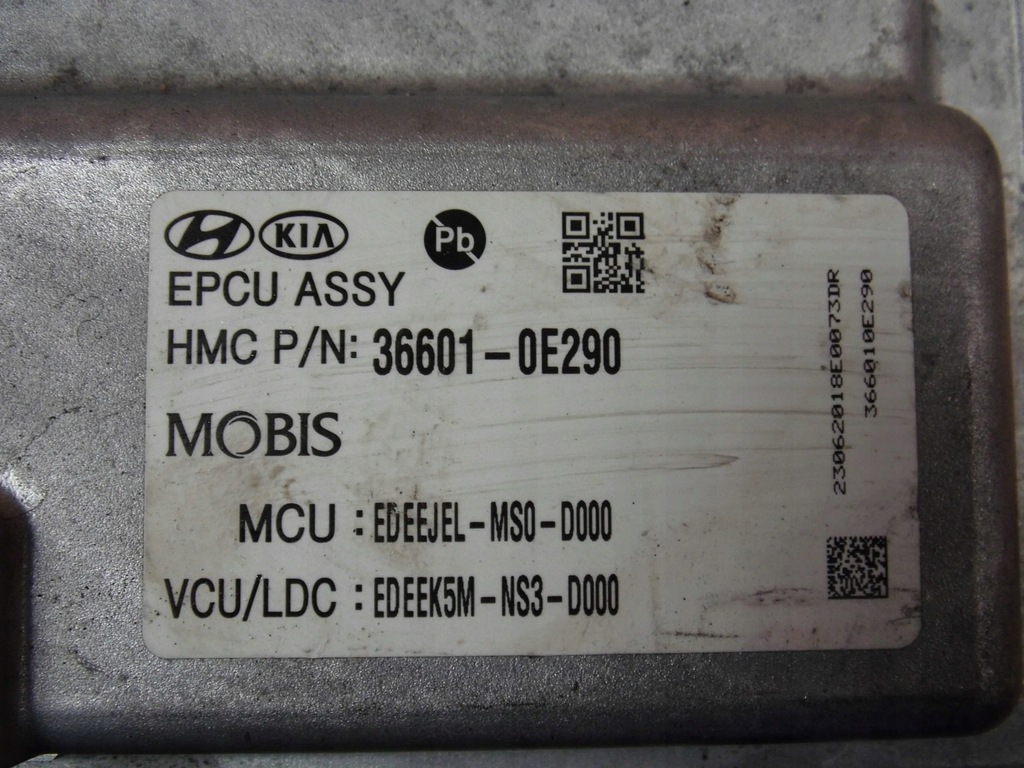 KIA
Pb
EPCU ASSY
HMC P/N: 36601-0E290
MOBIS
MCU : EDEEJEL-MS0-D000
VCU/LDC : EDEEK5M-NS3-D000
23062018E0073DR
366010E290